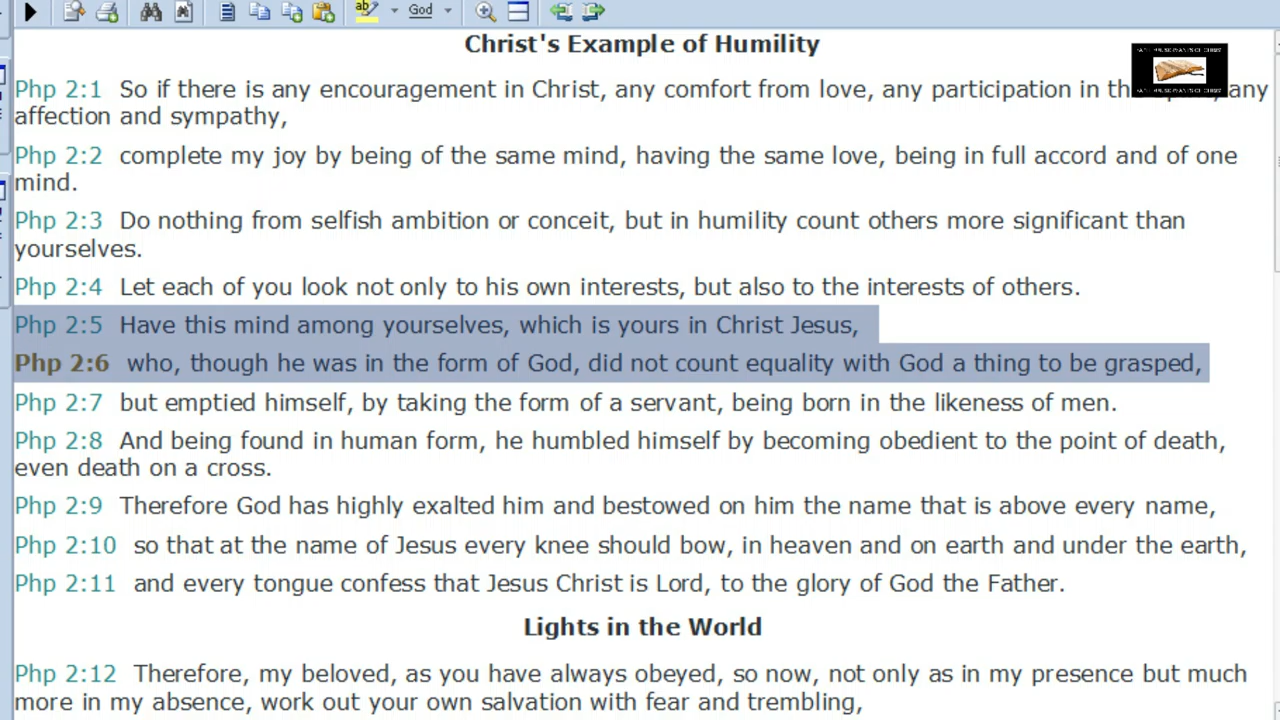 ab God
Christ's Example of Humility
Php 2:1 So if there is any encouragement in Christ, any comfort from love, any participation in any
affection and sympathy,
Php 2:2 complete my joy by being of the same mind, having the same love, being in full accord and of one
mind.
Php 2:3 Do nothing from selfish ambition or conceit, but in humility count others more significant than
yourselves.
Php 2:4 Let each of you look not only to his own interests, but also to the interests of others.
Php 2:5 Have this mind among yourselves, which is yours in Christ Jesus,
Php 2:6 who, though he was in the form of God, did not count equality with God a thing to be grasped,
Php 2:7 but emptied himself, by taking the form of a servant, being born in the likeness of men.
Php 2:8 And being found in human form, he humbled himself by becoming obedient to the point of death,
even death on a cross.
Php 2:9 Therefore God has highly exalted him and bestowed on him the name that is above every name,
Php 2:10 so that at the name of Jesus every knee should bow, in heaven and on earth and under the earth,
Php 2:11 and every tongue confess that Jesus Christ is Lord, to the glory of God the Father.
Lights in the World
Php 2:12 Therefore, my beloved, as you have always obeyed, so now, not only as in my presence but much
more in my absence, work out your own salvation with fear and trembling,